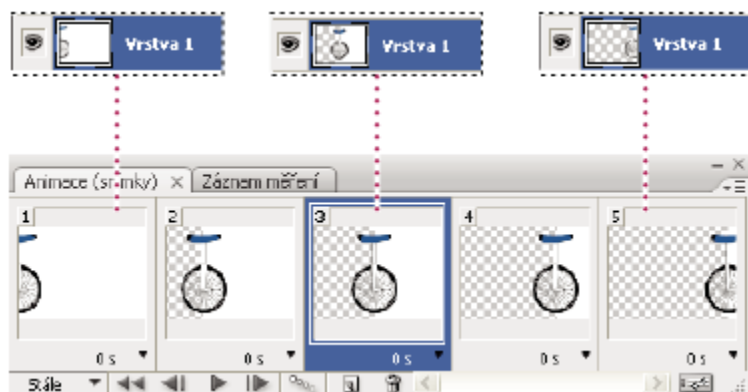 Vrstva 1 Vrstva 1 Vrstva 1
Animace (snímky) × Záznam měření
1 2 3 4 5
0 s 0 s 0 s 0 s 0 s
Stále